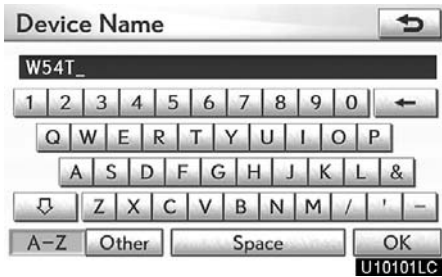 Device Name
W54T_
1 2 3 4 5 6 7 8 9 0 ←
Q W E R T Y U I O P
A S D F G H J K L &
⇩ Z X C V B N M / ' -
A-Z Other Space OK
U10101LC